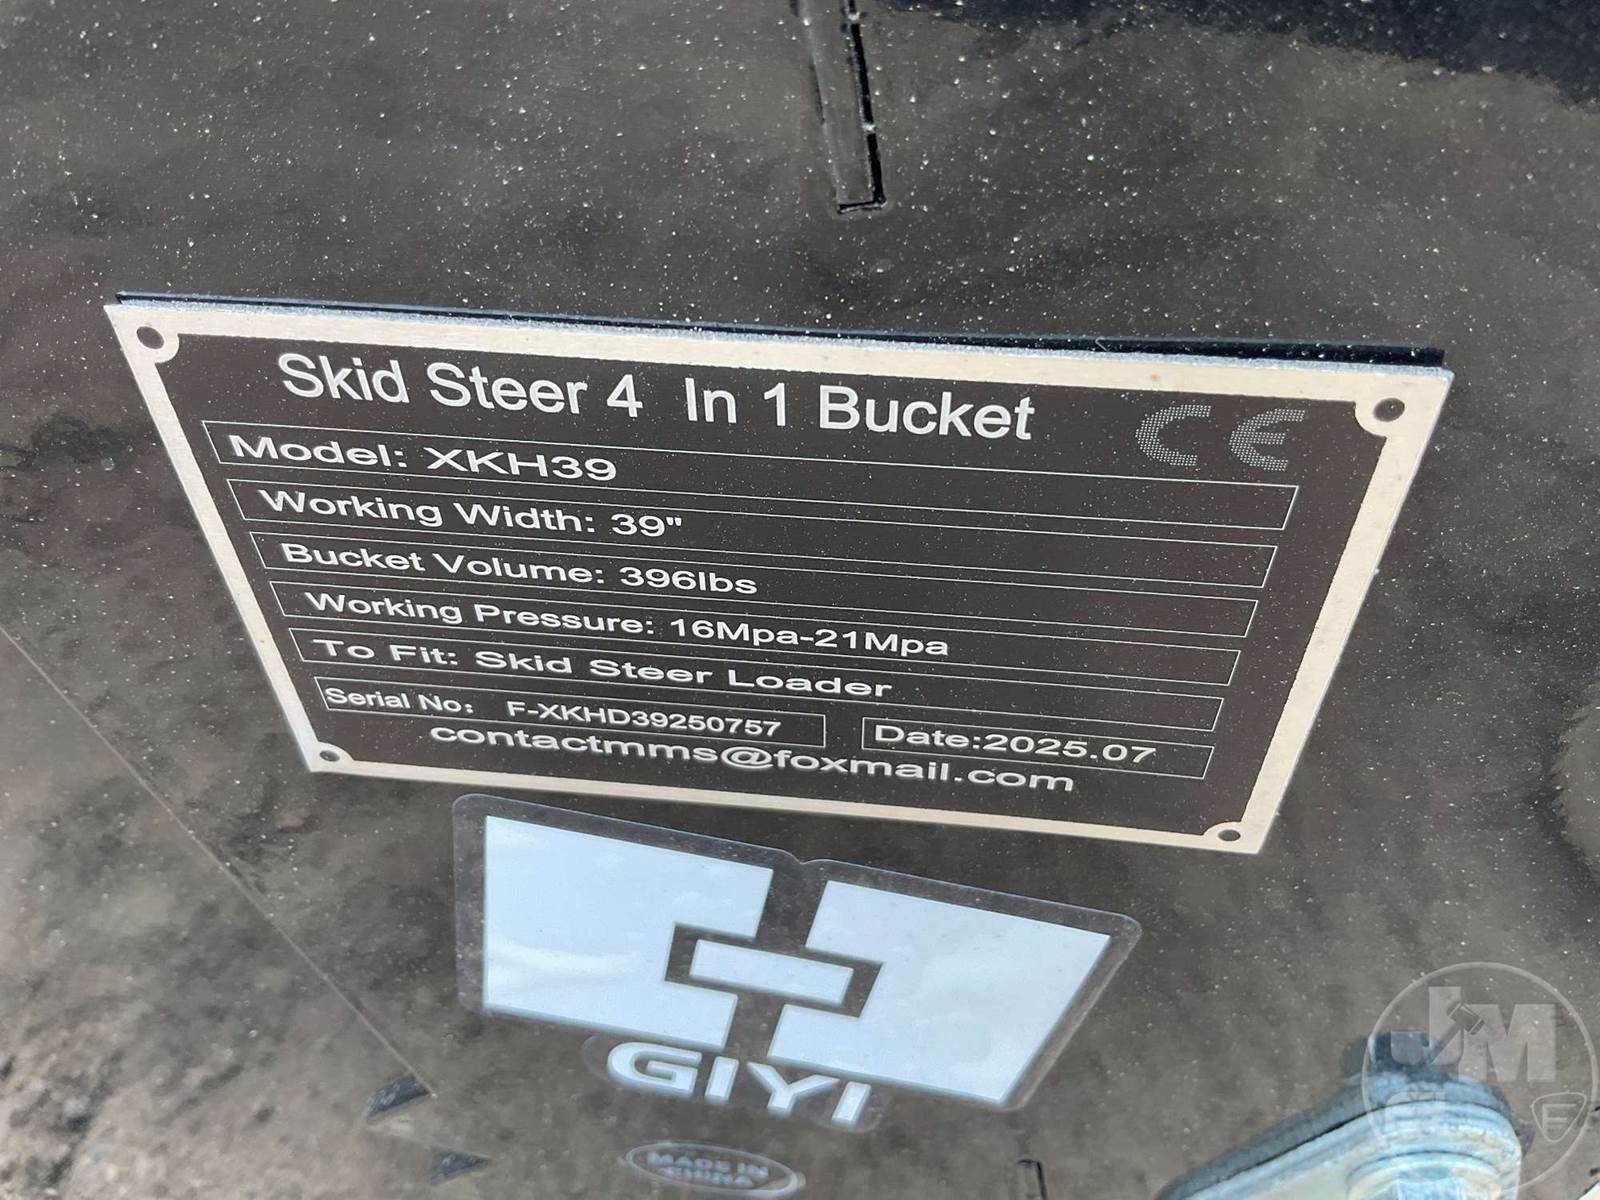 Skid Steer 4 In 1 Bucket
CE
Model: XKH39
Working Width: 39"
Bucket Volume: 396lbs
Working Pressure: 16Mpa-21Mpa
To Fit: Skid Steer Loader
Serial No: F-XKHD39250757
Date:2025.07
contactmms@foxmail.com
GIYI
MADE IN
CHINA
JM
E